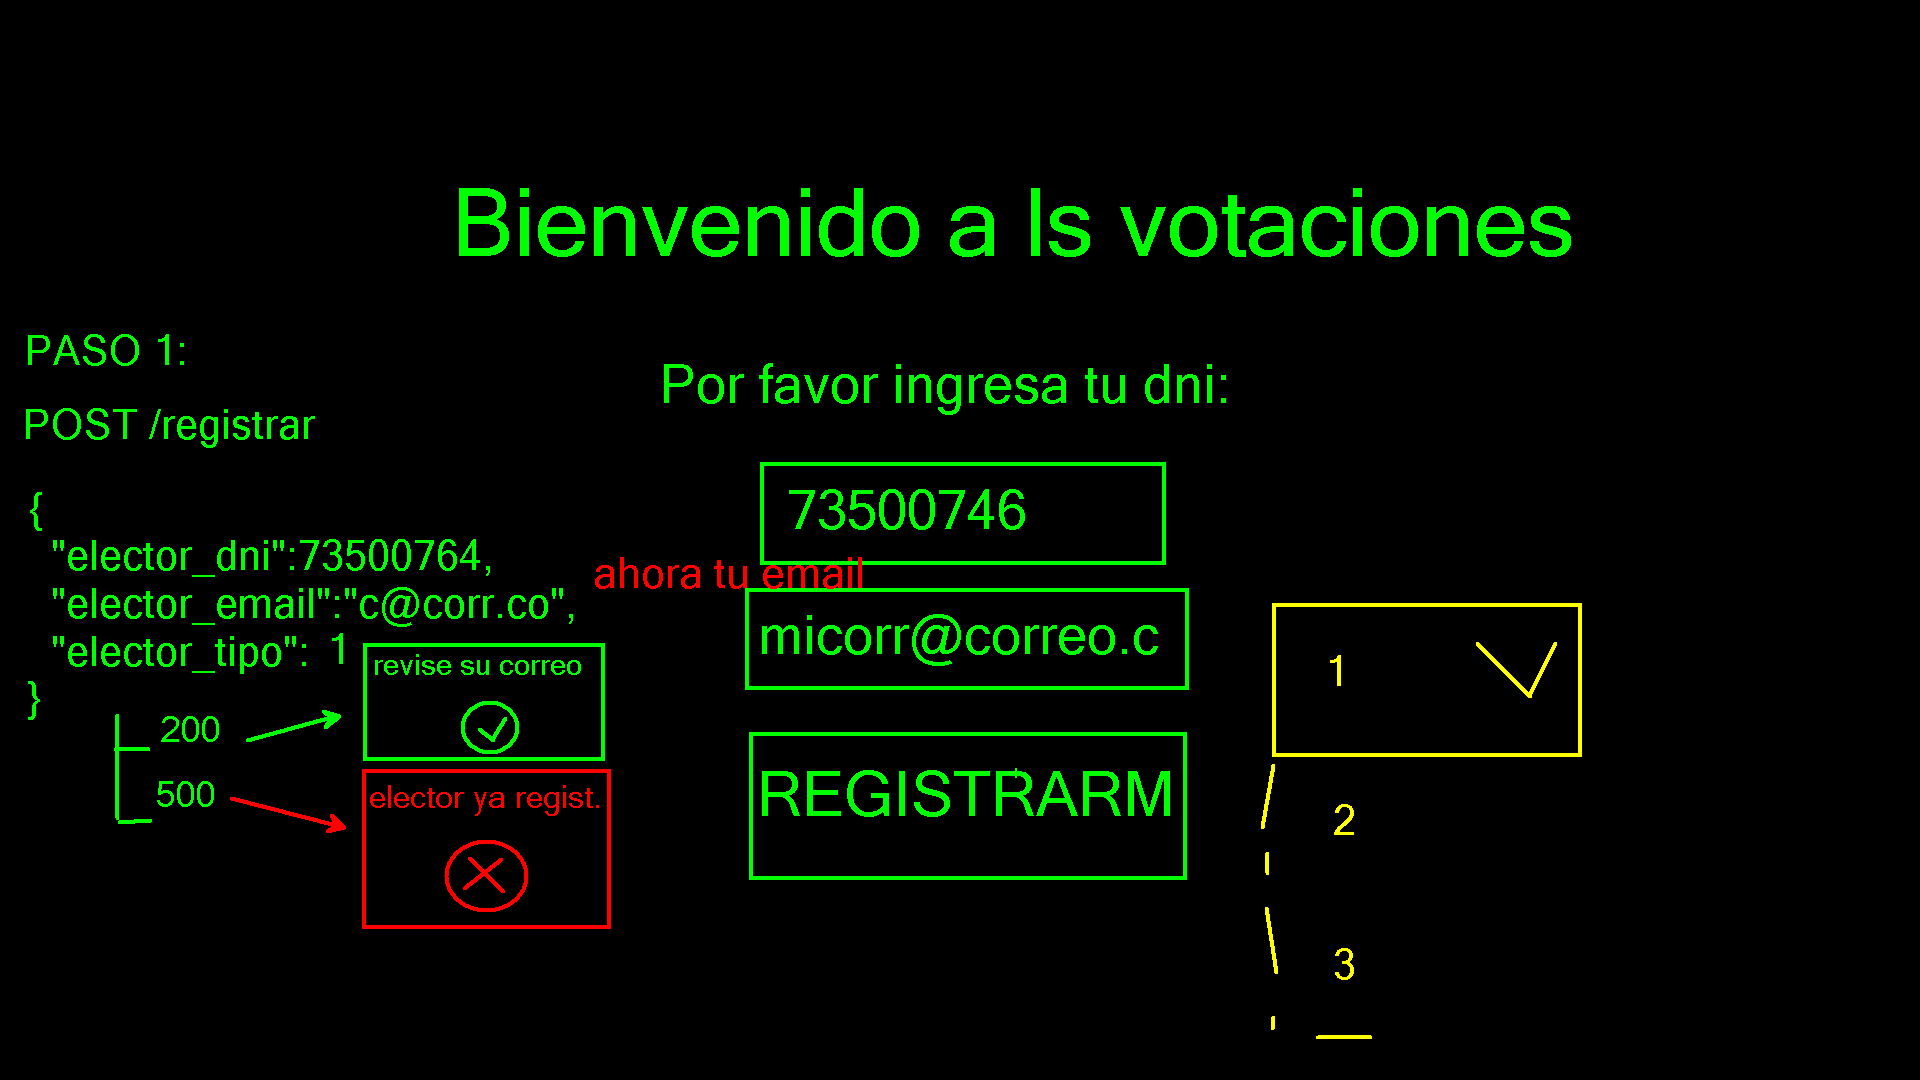 Bienvenido a ls votaciones
PASO 1:
POST /registrar
{
"elector_dni":73500764,
"elector_email":"c@corr.co",
"elector_tipo": 1
}
200
500
revise su correo
elector ya regist.
Por favor ingresa tu dni:
73500746
ahora tu email
micorr@correo.c
REGISTRARM
1
2
3